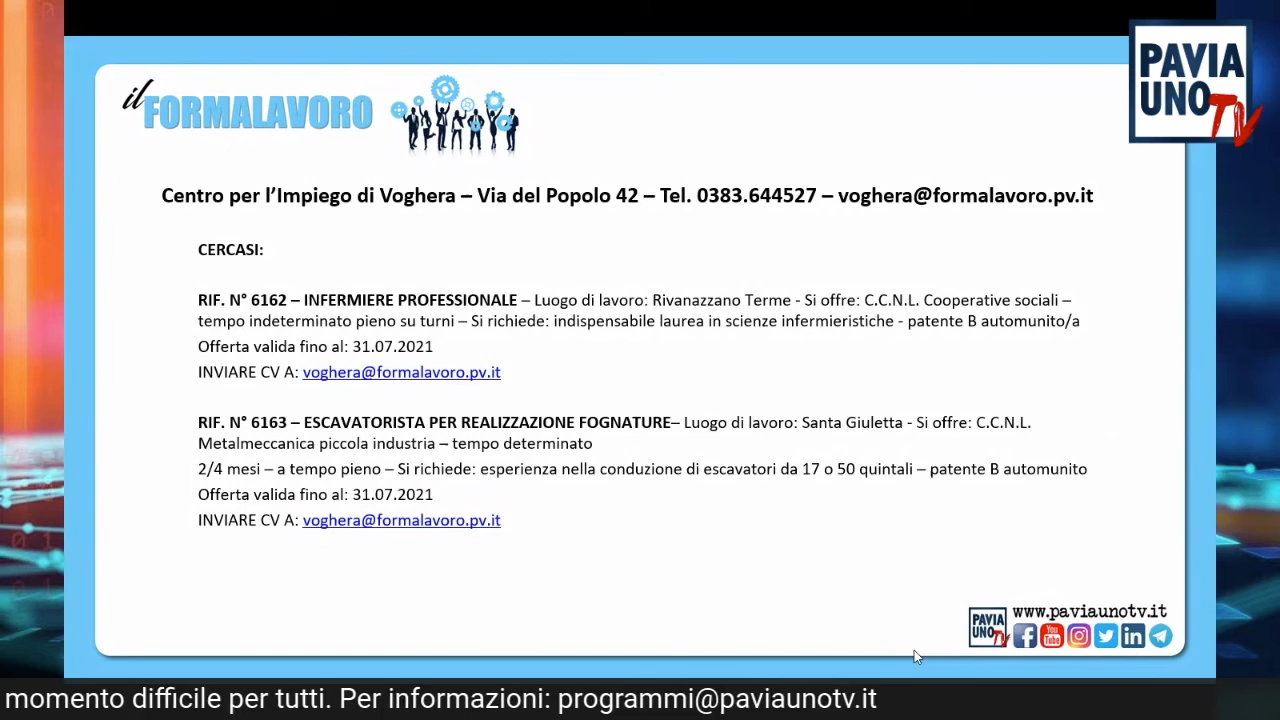 PAVIA
UNO TV
il FORMALAVORO
Centro per l’Impiego di Voghera – Via del Popolo 42 – Tel. 0383.644527 – voghera@formalavoro.pv.it
CERCASI:
RIF. N° 6162 – INFERMIERE PROFESSIONALE – Luogo di lavoro: Rivanazzano Terme - Si offre: C.C.N.L. Cooperative sociali –
tempo indeterminato pieno su turni – Si richiede: indispensabile laurea in scienze infermieristiche - patente B automunito/a
Offerta valida fino al: 31.07.2021
INVIARE CV A: voghera@formalavoro.pv.it
RIF. N° 6163 – ESCAVATORISTA PER REALIZZAZIONE FOGNATURE– Luogo di lavoro: Santa Giuletta - Si offre: C.C.N.L.
Metalmeccanica piccola industria – tempo determinato
2/4 mesi – a tempo pieno – Si richiede: esperienza nella conduzione di escavatori da 17 o 50 quintali – patente B automunito
Offerta valida fino al: 31.07.2021
INVIARE CV A: voghera@formalavoro.pv.it
www.paviaunotv.it
PAVIA
UNO TV
You Tube
momento difficile per tutti. Per informazioni: programmi@paviaunotv.it